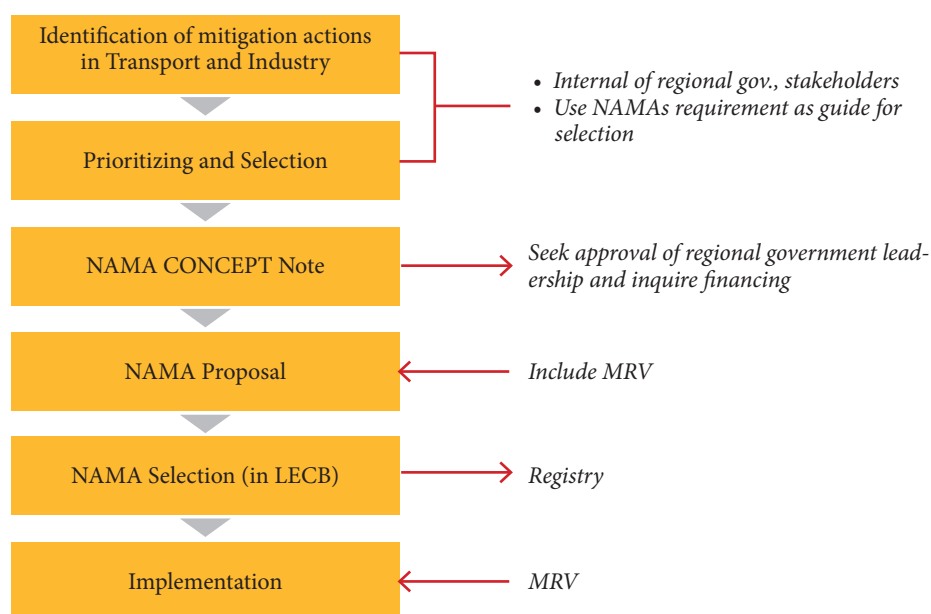 Identification of mitigation actions
in Transport and Industry
• Internal of regional gov., stakeholders
• Use NAMAs requirement as guide for
selection
Prioritizing and Selection
NAMA CONCEPT Note
Seek approval of regional government lead-
ership and inquire financing
NAMA Proposal
Include MRV
NAMA Selection (in LECB)
Registry
Implementation
MRV